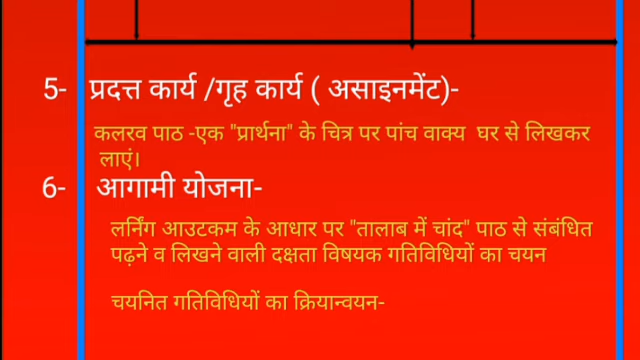 5- प्रदत्त कार्य /गृह कार्य ( असाइनमेंट)-
कलरव पाठ -एक "प्रार्थना" के चित्र पर पांच वाक्य घर से लिखकर
लाएं।
6- आगामी योजना-
लर्निंग आउटकम के आधार पर "तालाब में चांद" पाठ से संबंधित
पढ़ने व लिखने वाली दक्षता विषयक गतिविधियों का चयन
चयनित गतिविधियों का क्रियान्वयन-